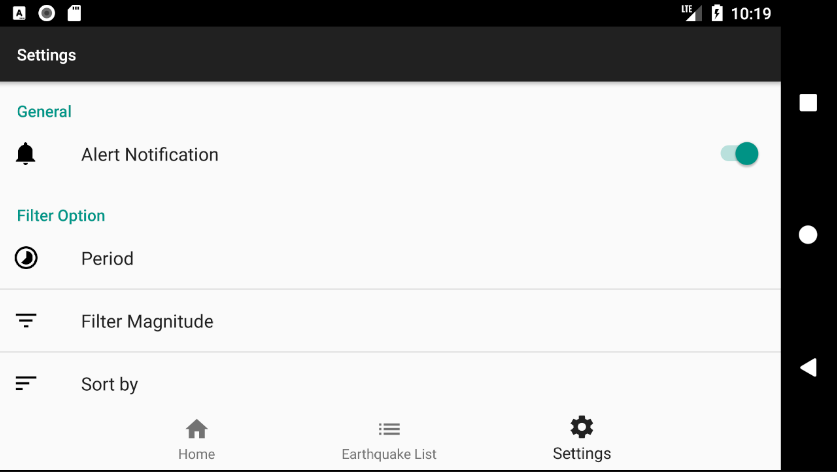 A
LTE 10:19
Settings
General
Alert Notification
Filter Option
Period
Filter Magnitude
Sort by
Home
Earthquake List
Settings